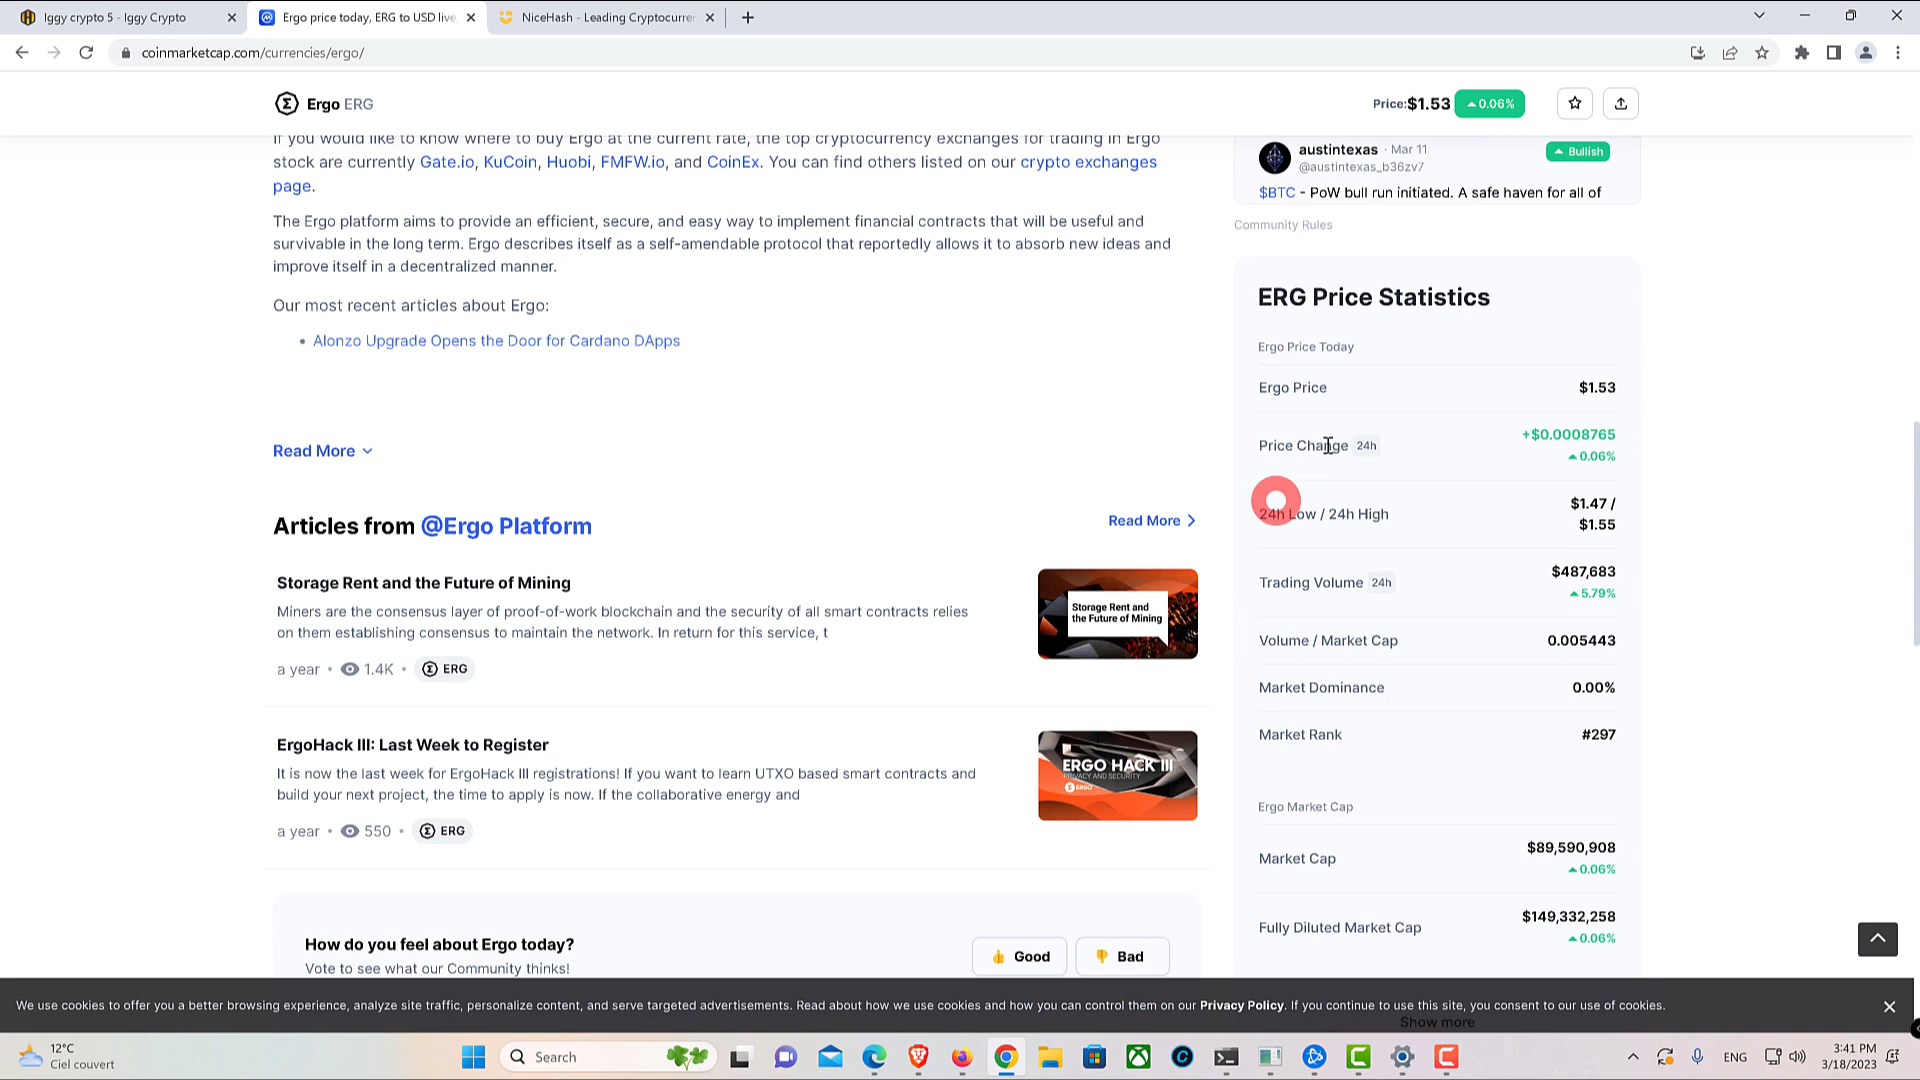 Iggy crypto 5 - Iggy Crypto
Ergo price today, ERG to USD live
NiceHash - Leading Cryptocurre
coinmarketcap.com/currencies/ergo/
Ergo ERG
Price:$1.53 0.06%
If you would like to know where to buy Ergo at the current rate, the top cryptocurrency exchanges for trading in Ergo
stock are currently Gate.io, KuCoin, Huobi, FMFW.io, and CoinEx. You can find others listed on our crypto exchanges
page.
The Ergo platform aims to provide an efficient, secure, and easy way to implement financial contracts that will be useful and
survivable in the long term. Ergo describes itself as a self-amendable protocol that reportedly allows it to absorb new ideas and
improve itself in a decentralized manner.
Our most recent articles about Ergo:
• Alonzo Upgrade Opens the Door for Cardano DApps
Read More
Articles from @Ergo Platform
Read More
Storage Rent and the Future of Mining
Miners are the consensus layer of proof-of-work blockchain and the security of all smart contracts relies
on them establishing consensus to maintain the network. In return for this service, t
a year • 1.4K • ERG
Storage Rent and
the Future of Mining
ErgoHack III: Last Week to Register
It is now the last week for ErgoHack III registrations! If you want to learn UTXO based smart contracts and
build your next project, the time to apply is now. If the collaborative energy and
a year • 550 • ERG
ERGO HACK III
PRIVACY AND SECURITY
ERGO
How do you feel about Ergo today?
Vote to see what our Community thinks!
Good
Bad
austintexas · Mar 11
@austintexas_b36zv7
Bullish
$BTC - PoW bull run initiated. A safe haven for all of
Community Rules
ERG Price Statistics
Ergo Price Today
Ergo Price $1.53
Price Change 24h +$0.0008765
0.06%
24h Low / 24h High $1.47 /
$1.55
Trading Volume 24h $487,683
5.79%
Volume / Market Cap 0.005443
Market Dominance 0.00%
Market Rank #297
Ergo Market Cap
Market Cap $89,590,908
0.06%
Fully Diluted Market Cap $149,332,258
0.06%
We use cookies to offer you a better browsing experience, analyze site traffic, personalize content, and serve targeted advertisements. Read about how we use cookies and how you can control them on our Privacy Policy. If you continue to use this site, you consent to our use of cookies.
Show more
12°C
Ciel couvert
Search
ENG
3:41 PM
3/18/2023